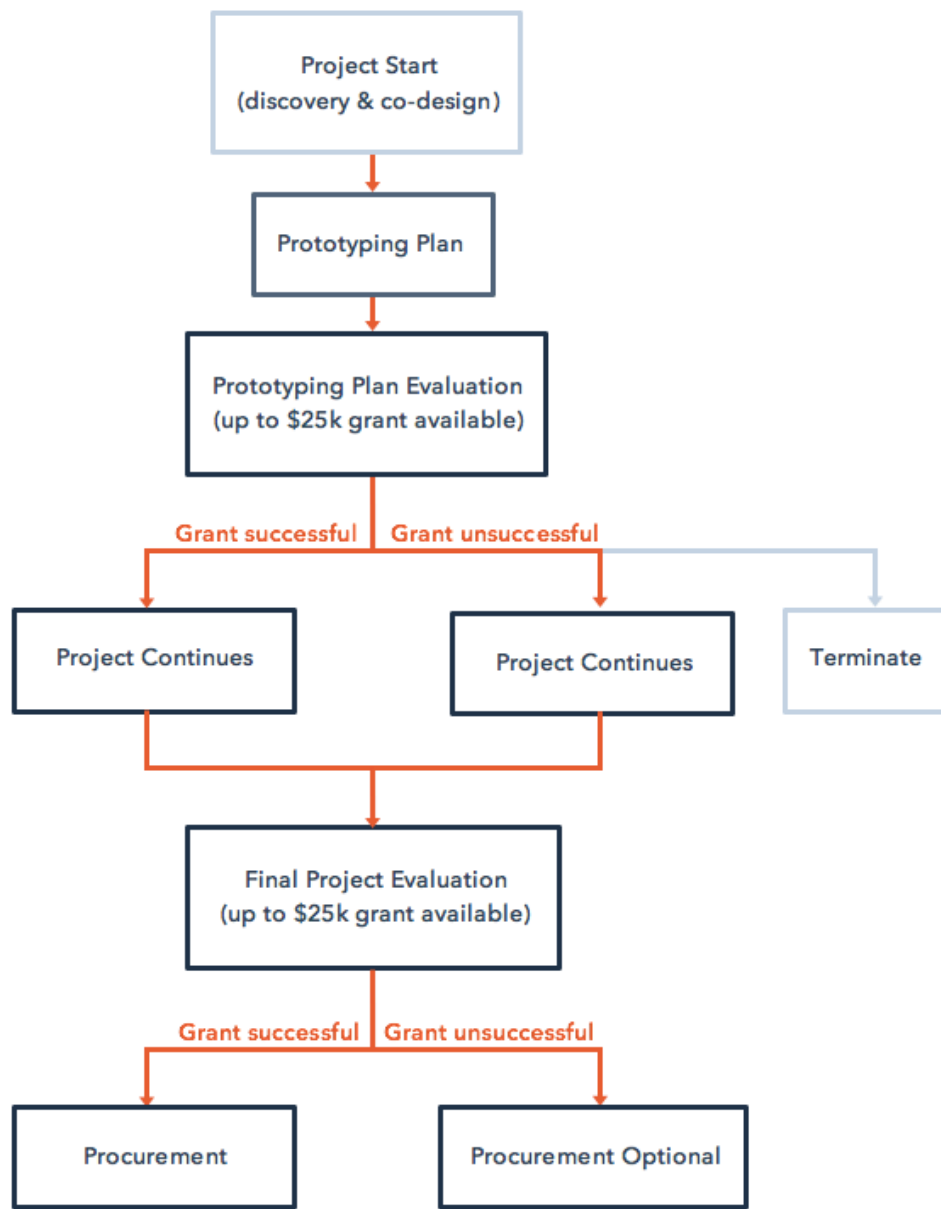 Project Start
(discovery & co-design)
Prototyping Plan
Prototyping Plan Evaluation
(up to $25k grant available)
Grant successful
Grant unsuccessful
Project Continues
Project Continues
Terminate
Final Project Evaluation
(up to $25k grant available)
Grant successful
Grant unsuccessful
Procurement
Procurement Optional